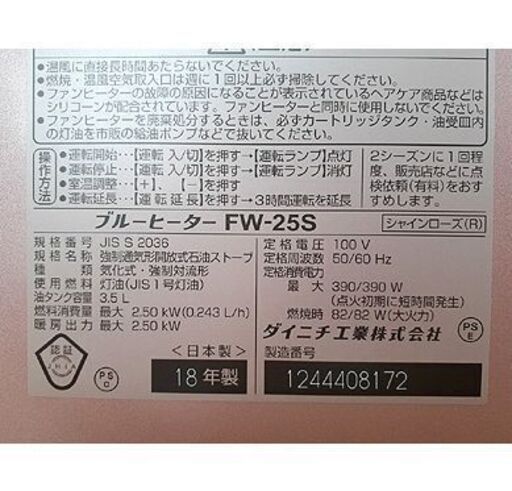 ●温風に直接長時間あたらないでください。
●燃焼・温風空気取入口は週に1回以上必ず掃除してください。
●ファンヒーターの故障の原因になることが表示されているヘアケア商品などは
シリコーンが配合されています。ファンヒーターと同時に使用しないでください。
●ファンヒーターを廃棄処分するときは、必ずカートリッジタンク・油受皿内
の灯油を市販の給油ポンプなどで抜いてください。
操作方法
●運転開始…【運転 入/切】を押す→【運転ランプ】点灯
●運転停止…【運転 入/切】を押す→【運転ランプ】消灯
●室温調整…【+】、【-】を押す
●運転延長…【運転延長】を押す→3時間運転を延長
2シーズンに1回程
度、販売店などに点
検依頼(有料)をおす
すめします。
ブルーヒーター FW-25S
シャインローズ(R)
規格番号 JIS S 2036
規格名称 強制通気形開放式石油ストーブ
種類 気化式・強制対流形
使用燃料 灯油(JIS1号灯油)
油タンク容量 3.5L
燃料消費量 最大 2.50kW(0.243 L/h)
暖房出力 最大 2.50kW
定格電圧 100 V
定格周波数 50/60 Hz
定格消費電力
最大 390/390 W
(点火初期に短時間発生)
燃焼時 82/82 W(大火力)
ダイニチ工業株式会社
PS
E
認証
JHIA
PS
C
<日本製>
18年製
製造番号
1244408172